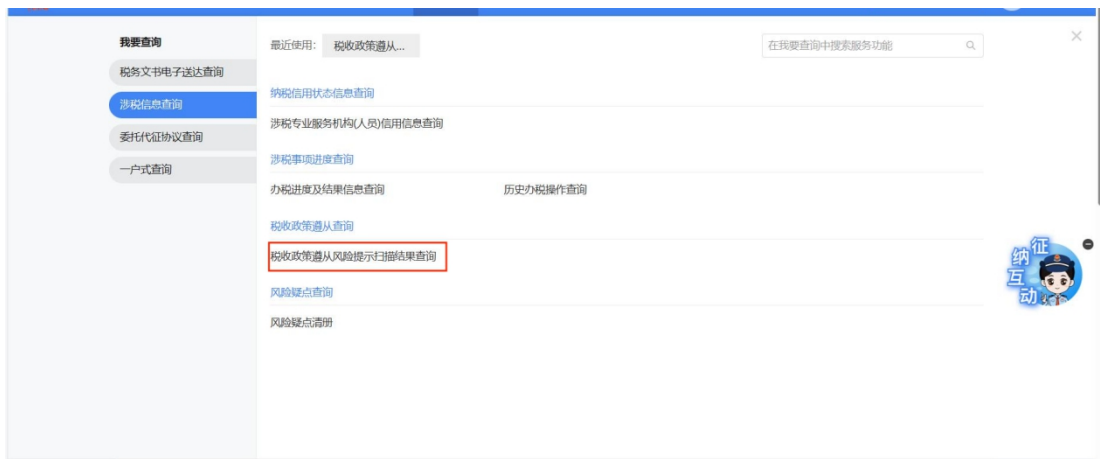 我要查询
税务文书电子送达查询
涉税信息查询
委托代征协议查询
一户式查询
最近使用: 税收政策遵从...
在我要查询中搜索服务功能
纳税信用状态信息查询
涉税专业服务机构(人员)信用信息查询
涉税事项进度查询
办税进度及结果信息查询 历史办税操作查询
税收政策遵从查询
税收政策遵从风险提示扫描结果查询
风险疑点查询
风险疑点清册
征纳互动